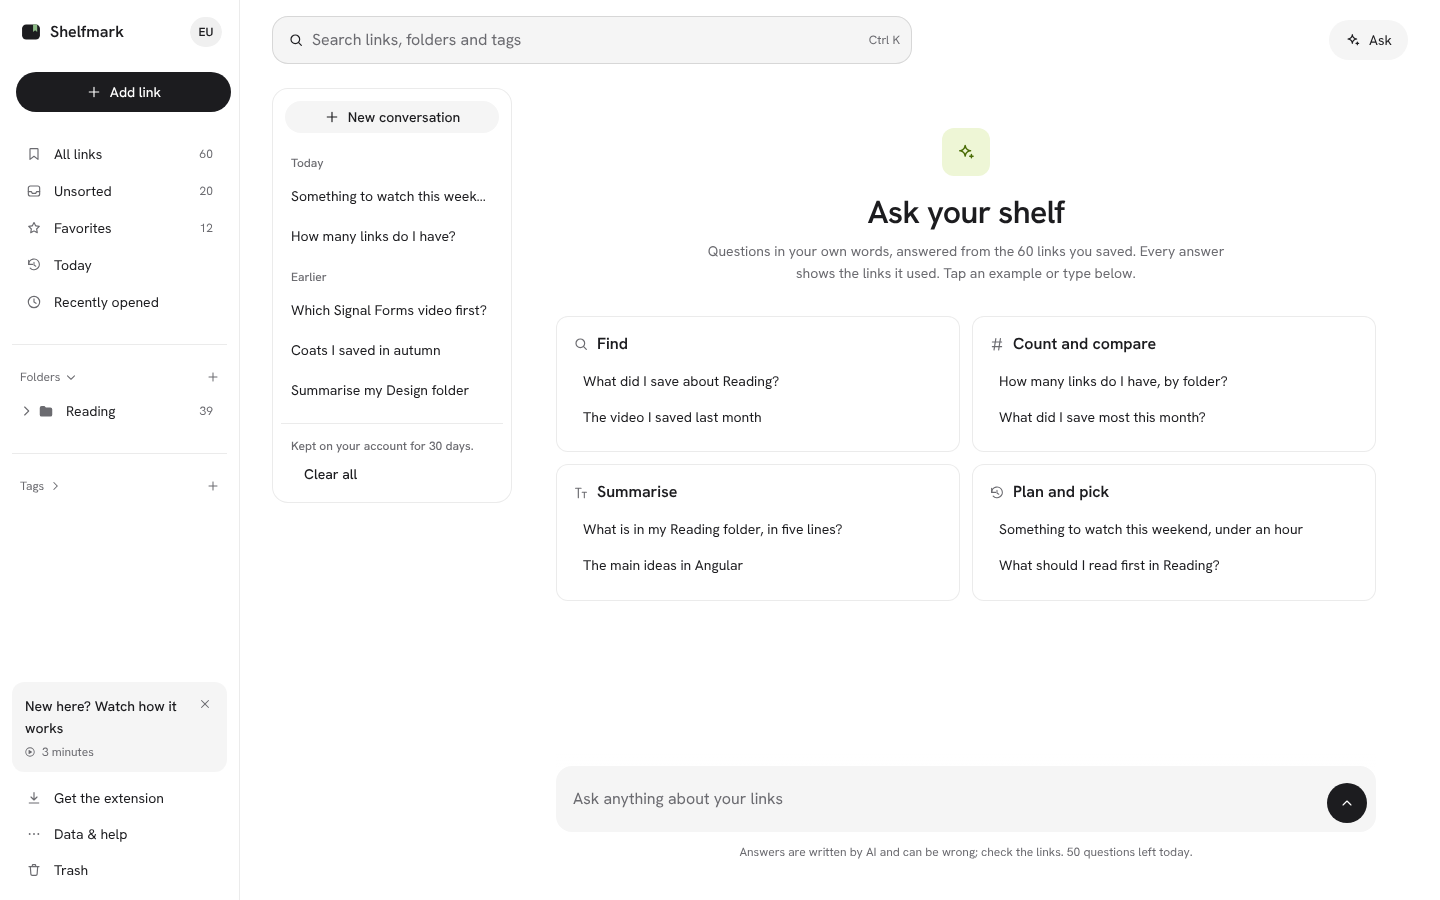 Shelfmark
EU
Add link
All links 60
Unsorted 20
Favorites 12
Today
Recently opened
Folders
Reading 39
Tags
New here? Watch how it
works
3 minutes
Get the extension
Data & help
Trash
Search links, folders and tags Ctrl K
Ask
New conversation
Today
Something to watch this week...
How many links do I have?
Earlier
Which Signal Forms video first?
Coats I saved in autumn
Summarise my Design folder
Kept on your account for 30 days.
Clear all
Ask your shelf
Questions in your own words, answered from the 60 links you saved. Every answer
shows the links it used. Tap an example or type below.
Find
What did I save about Reading?
The video I saved last month
Count and compare
How many links do I have, by folder?
What did I save most this month?
Summarise
What is in my Reading folder, in five lines?
The main ideas in Angular
Plan and pick
Something to watch this weekend, under an hour
What should I read first in Reading?
Ask anything about your links
Answers are written by AI and can be wrong; check the links. 50 questions left today.